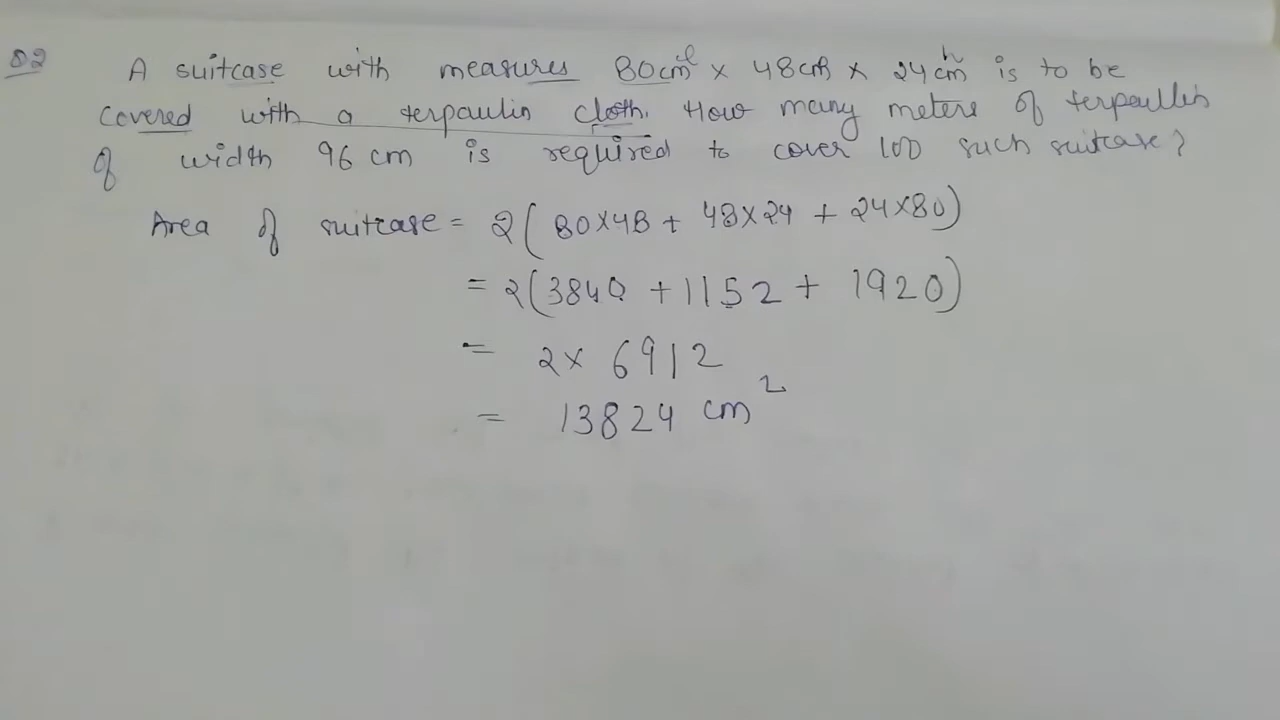 Q2 A suitcase with measures 80cm l × 48cm b × 24cm h is to be
covered with a terpaulin cloth. How many meters of terpaullin
of width 96 cm is required to cover 100 such suitcase?
Area of suitcase = 2(80×48 + 48×24 + 24×80)
= 2(3840 + 1152 + 1920)
= 2× 6912
= 13824 cm²